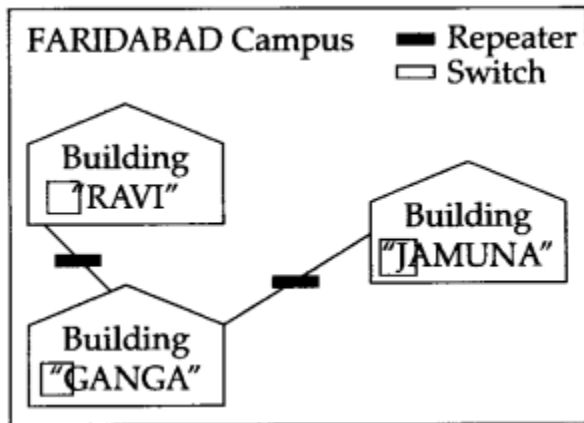 FARIDABAD Campus
Repeater
Switch
Building
"RAVI"
Building
"JAMUNA"
Building
"GANGA"